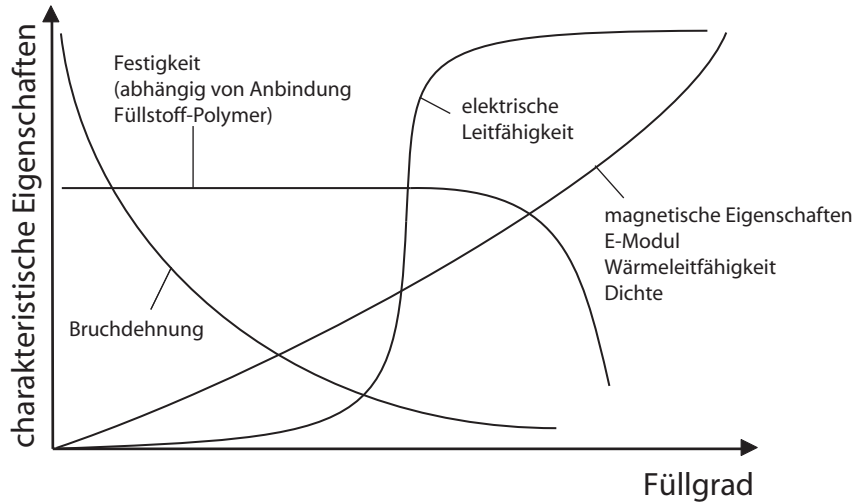 charakteristische Eigenschaften
Festigkeit
(abhängig von Anbindung
Füllstoff-Polymer)
elektrische
Leitfähigkeit
magnetische Eigenschaften
E-Modul
Wärmeleitfähigkeit
Dichte
Bruchdehnung
Füllgrad